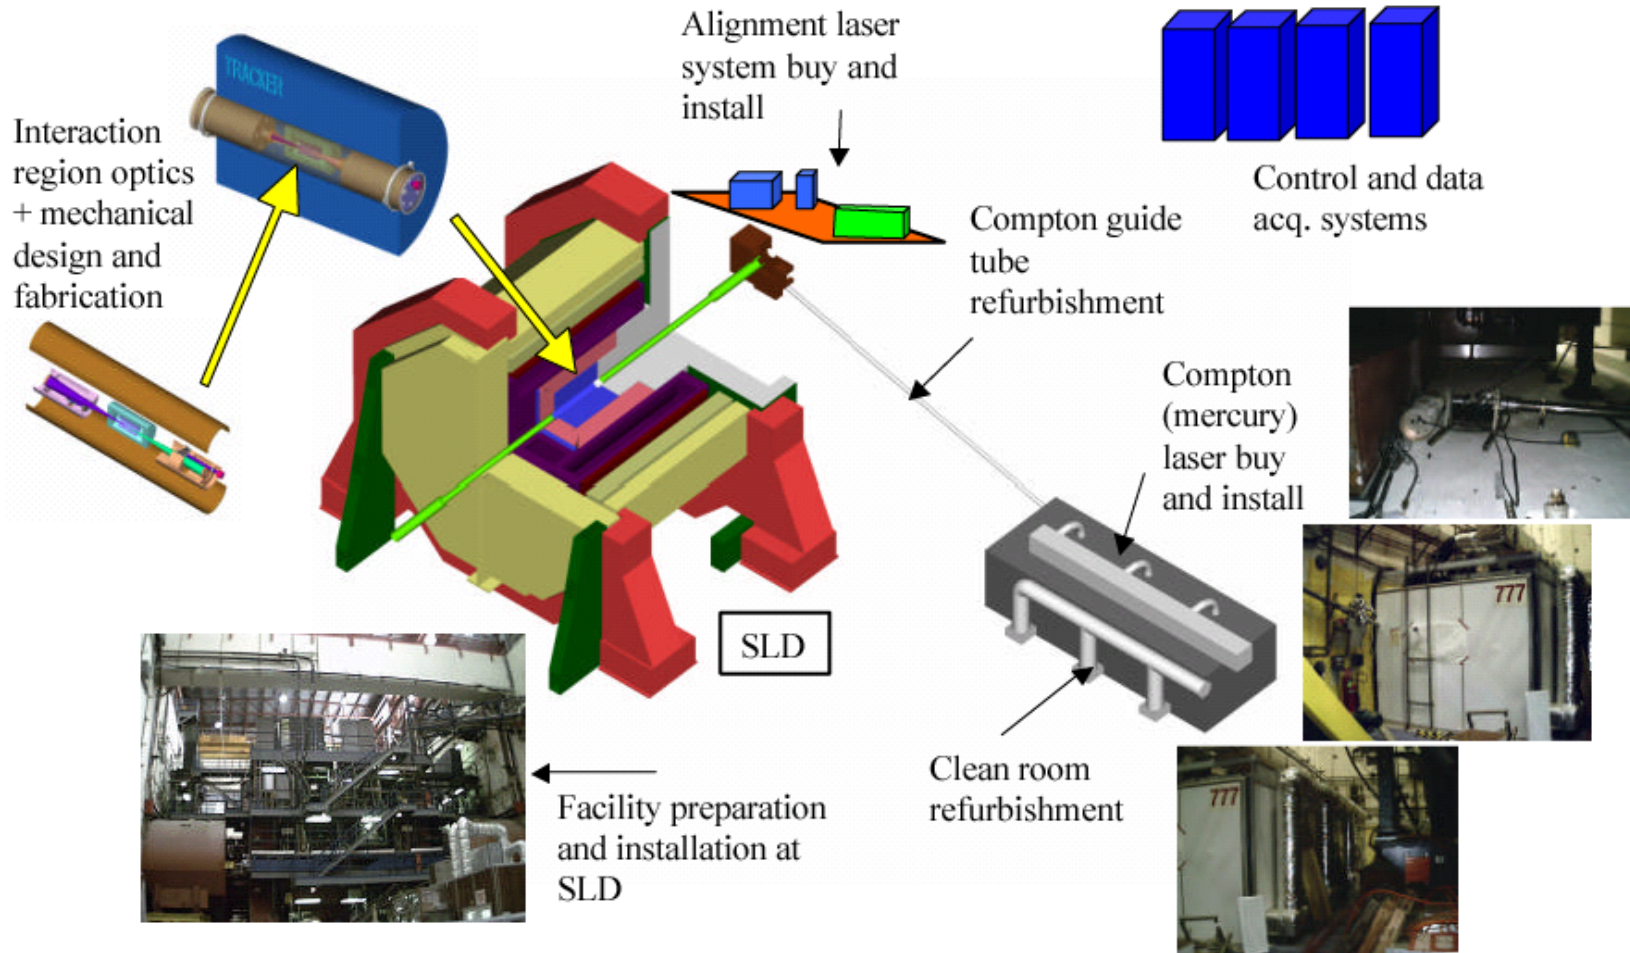 Alignment laser
system buy and
install
TRACKER
Interaction
region optics
+ mechanical
design and
fabrication
Control and data
acq. systems
Compton guide
tube
refurbishment
Compton
(mercury)
laser buy
and install
777
SLD
Clean room
refurbishment
777
Facility preparation
and installation at
SLD